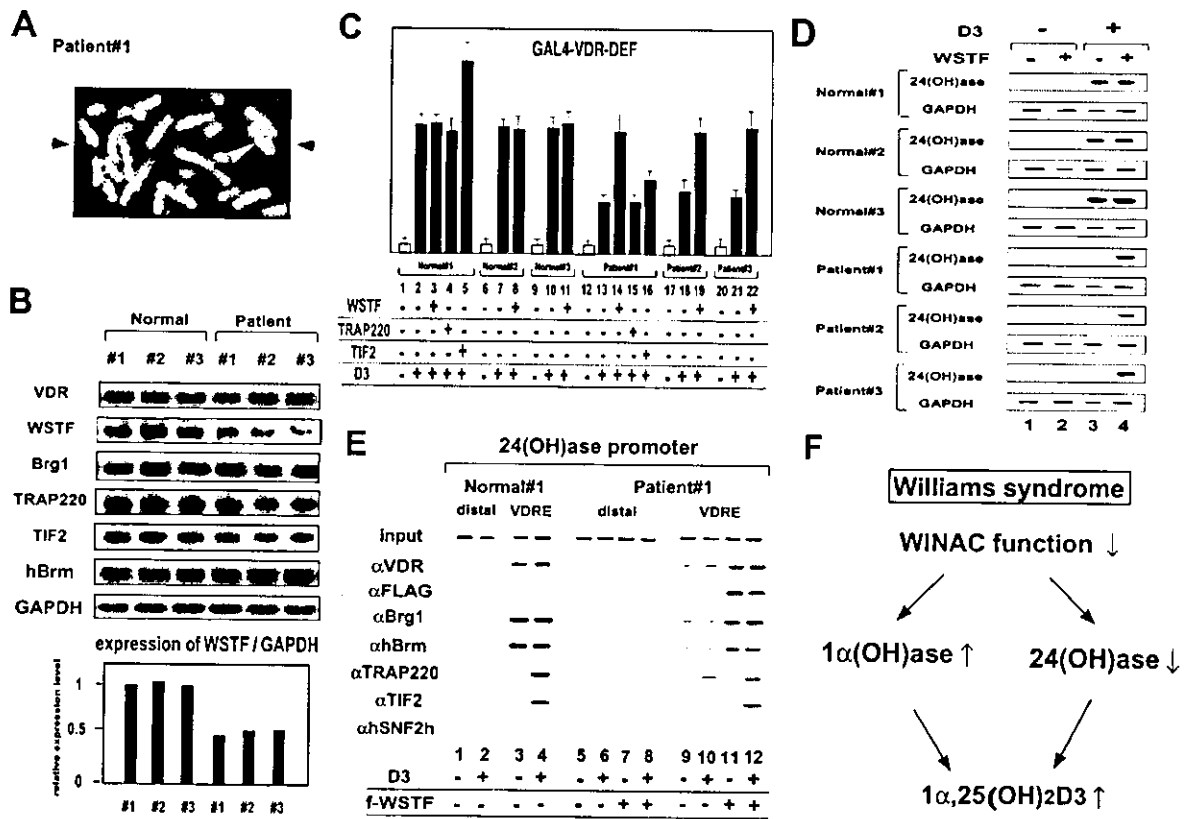 A
Patient#1
B
Normal Patient
#1 #2 #3 #1 #2 #3
VDR
WSTF
Brg1
TRAP220
TIF2
hBrm
GAPDH
expression of WSTF / GAPDH
relative expression level
1
0.5
0
#1 #2 #3 #1 #2 #3
C
GAL4-VDR-DEF
Normal#1 Normal#2 Normal#3 Patient#1 Patient#2 Patient#3
1 2 3 4 5 6 7 8 9 10 11 12 13 14 15 16 17 18 19 20 21 22
WSTF - - + - - - - + - - + - - + - - - - + - - +
TRAP220 - - - + - - - - - - - - - - + - - - - - - -
TIF2 - - - - + - - - - - - - - - - + - - - - - -
D3 - + + + + - + + - + + - + + + + - + + - + +
D
D3 - +
WSTF - + - +
Normal#1 24(OH)ase
GAPDH
Normal#2 24(OH)ase
GAPDH
Normal#3 24(OH)ase
GAPDH
Patient#1 24(OH)ase
GAPDH
Patient#2 24(OH)ase
GAPDH
Patient#3 24(OH)ase
GAPDH
1 2 3 4
E
24(OH)ase promoter
Normal#1 Patient#1
distal VDRE distal VDRE
Input
αVDR
αFLAG
αBrg1
αhBrm
αTRAP220
αTIF2
αhSNF2h
1 2 3 4 5 6 7 8 9 10 11 12
D3 - + - + - + - + - + - +
f-WSTF - - - - - - + + - - + +
F
Williams syndrome
WINAC function ↓
1α(OH)ase ↑ 24(OH)ase ↓
1α,25(OH)2D3 ↑